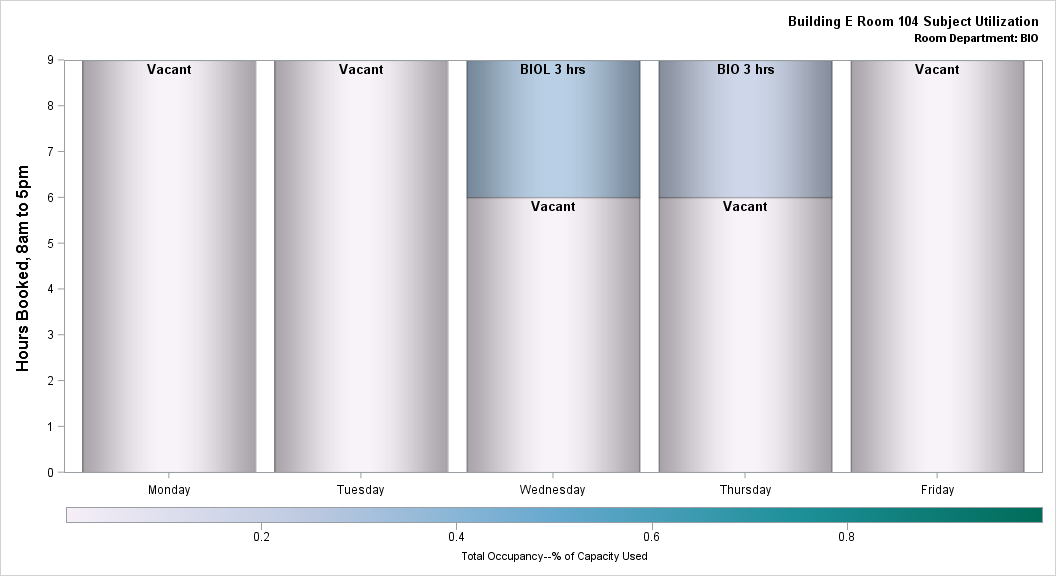 Building E Room 104 Subject Utilization
Room Department: BIO
Hours Booked, 8am to 5pm
9
8
7
6
5
4
3
2
1
0
Vacant
Vacant
BIOL 3 hrs
BIO 3 hrs
Vacant
Vacant
Vacant
Monday
Tuesday
Wednesday
Thursday
Friday
0.2
0.4
0.6
0.8
Total Occupancy--% of Capacity Used